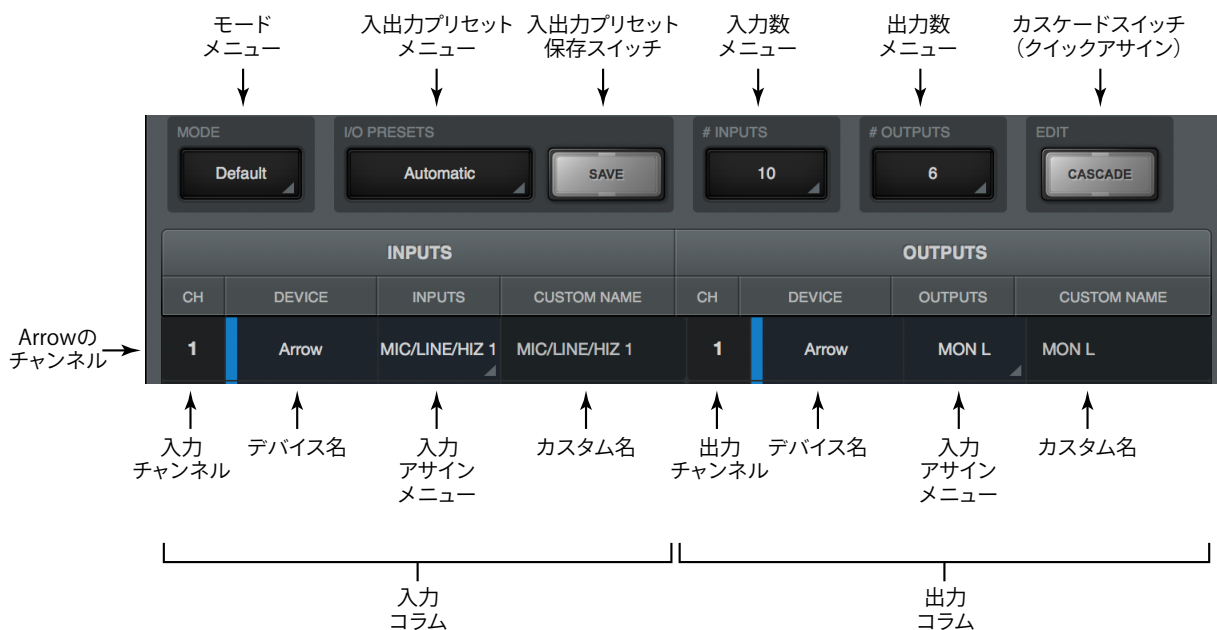 モード
メニュー
入出力プリセット
メニュー
入出力プリセット
保存スイッチ
入力数
メニュー
出力数
メニュー
カスケードスイッチ
（クイックアサイン）
MODE
I/O PRESETS
# INPUTS
# OUTPUTS
EDIT
Default
Automatic
SAVE
10
6
CASCADE
INPUTS
OUTPUTS
CH
DEVICE
INPUTS
CUSTOM NAME
CH
DEVICE
OUTPUTS
CUSTOM NAME
Arrowの
チャンネル
1
Arrow
MIC/LINE/HIZ 1
MIC/LINE/HIZ 1
1
Arrow
MON L
MON L
入力
チャンネル
デバイス名
入力
アサイン
メニュー
カスタム名
出力
チャンネル
デバイス名
入力
アサイン
メニュー
カスタム名
入力
コラム
出力
コラム